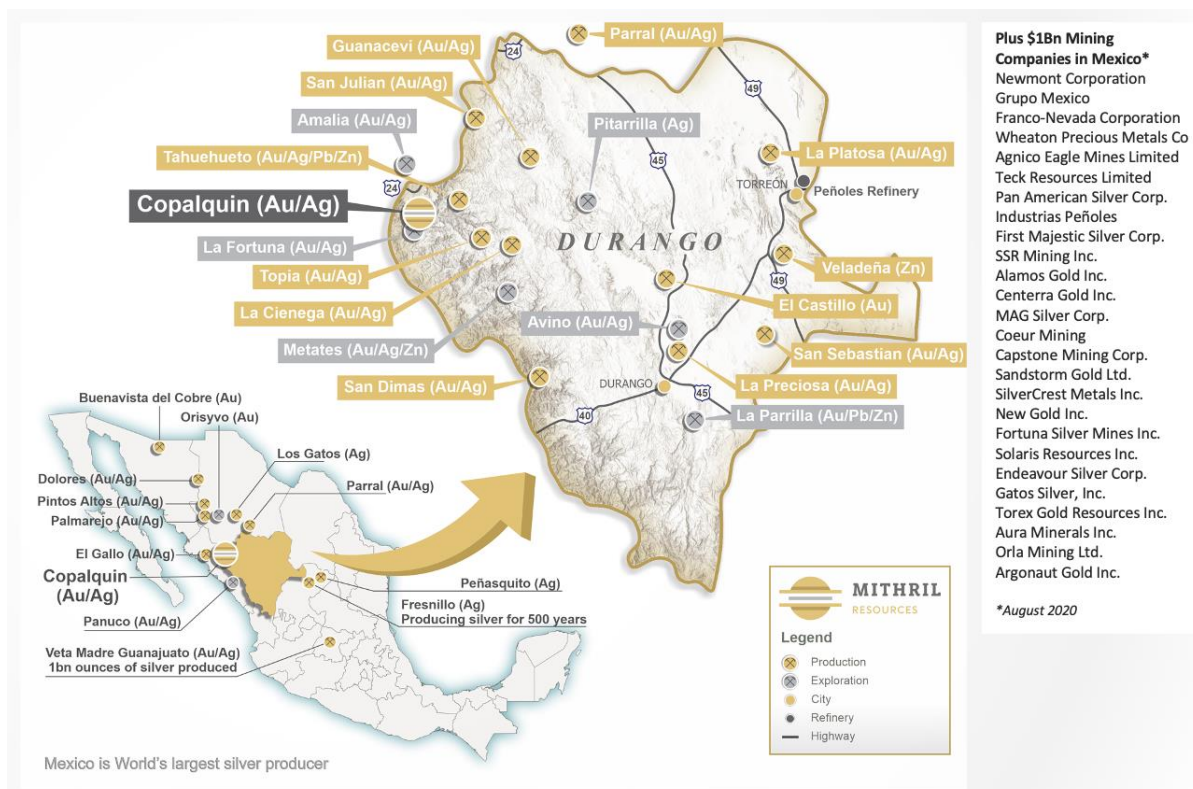 Guanacevi (Au/Ag)
Parral (Au/Ag)
24
San Julian (Au/Ag)
49
Amalia (Au/Ag)
Pitarrilla (Ag)
Tahuehueto (Au/Ag/Pb/Zn)
45
La Platosa (Au/Ag)
24
TORREÓN
Peñoles Refinery
Copalquin (Au/Ag)
La Fortuna (Au/Ag)
DURANGO
Topia (Au/Ag)
Veladeña (Zn)
49
La Cienega (Au/Ag)
El Castillo (Au)
Avino (Au/Ag)
Metates (Au/Ag/Zn)
San Sebastian (Au/Ag)
San Dimas (Au/Ag)
DURANGO
La Preciosa (Au/Ag)
45
40
La Parrilla (Au/Pb/Zn)
Buenavista del Cobre (Au)
Orisyvo (Au)
Los Gatos (Ag)
Dolores (Au/Ag)
Parral (Au/Ag)
Pintos Altos (Au/Ag)
Palmarejo (Au/Ag)
El Gallo (Au/Ag)
Copalquin
(Au/Ag)
Peñasquito (Ag)
Fresnillo (Ag)
Producing silver for 500 years
Panuco (Au/Ag)
Veta Madre Guanajuato (Au/Ag)
1bn ounces of silver produced
Mexico is World's largest silver producer
MITHRIL
RESOURCES
Legend
Production
Exploration
City
Refinery
Highway
Plus $1Bn Mining
Companies in Mexico*
Newmont Corporation
Grupo Mexico
Franco-Nevada Corporation
Wheaton Precious Metals Co
Agnico Eagle Mines Limited
Teck Resources Limited
Pan American Silver Corp.
Industrias Peñoles
First Majestic Silver Corp.
SSR Mining Inc.
Alamos Gold Inc.
Centerra Gold Inc.
MAG Silver Corp.
Coeur Mining
Capstone Mining Corp.
Sandstorm Gold Ltd.
SilverCrest Metals Inc.
New Gold Inc.
Fortuna Silver Mines Inc.
Solaris Resources Inc.
Endeavour Silver Corp.
Gatos Silver, Inc.
Torex Gold Resources Inc.
Aura Minerals Inc.
Orla Mining Ltd.
Argonaut Gold Inc.
*August 2020